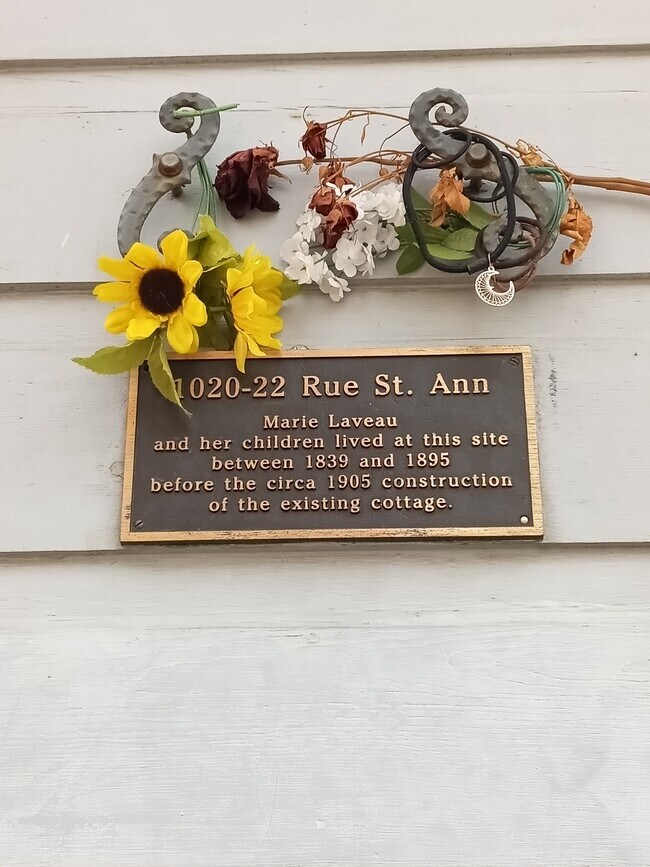 1020-22 Rue St. Ann
Marie Laveau
and her children lived at this site
between 1839 and 1895
before the circa 1905 construction
of the existing cottage.